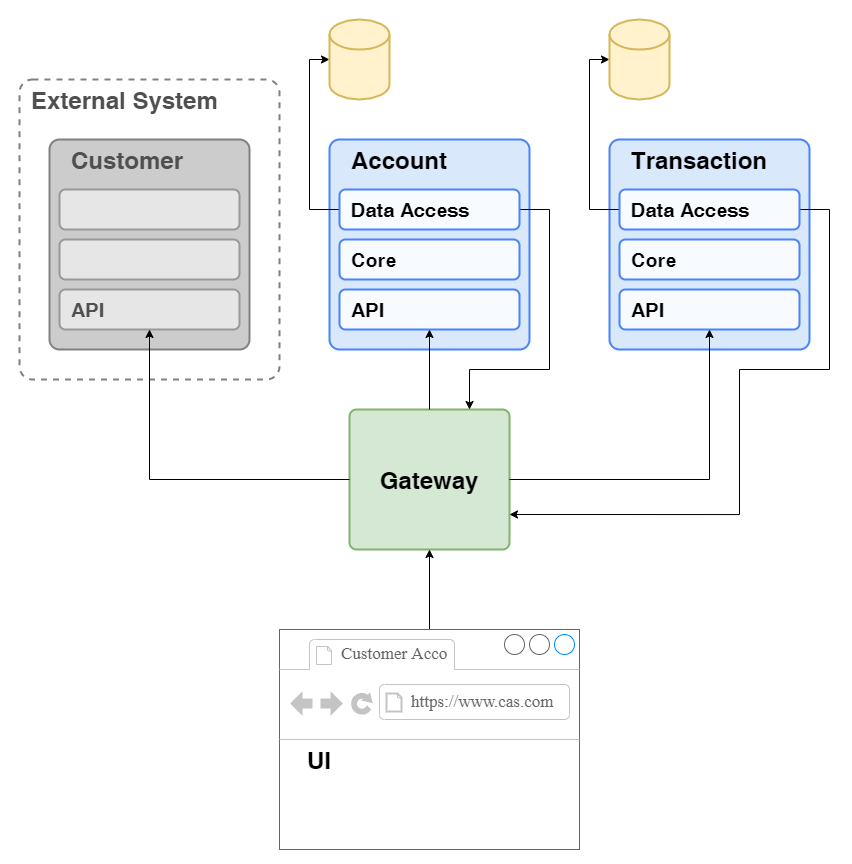 External System
Customer
API
Account
Data Access
Core
API
Transaction
Data Access
Core
API
Gateway
Customer Acco
https://www.cas.com
UI